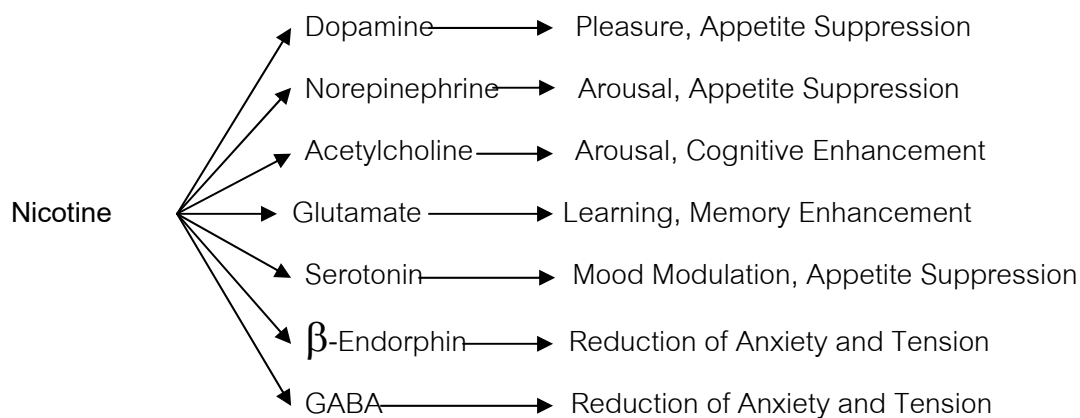 Dopamine Pleasure, Appetite Suppression
Norepinephrine Arousal, Appetite Suppression
Acetylcholine Arousal, Cognitive Enhancement
Nicotine Glutamate Learning, Memory Enhancement
Serotonin Mood Modulation, Appetite Suppression
β-Endorphin Reduction of Anxiety and Tension
GABA Reduction of Anxiety and Tension